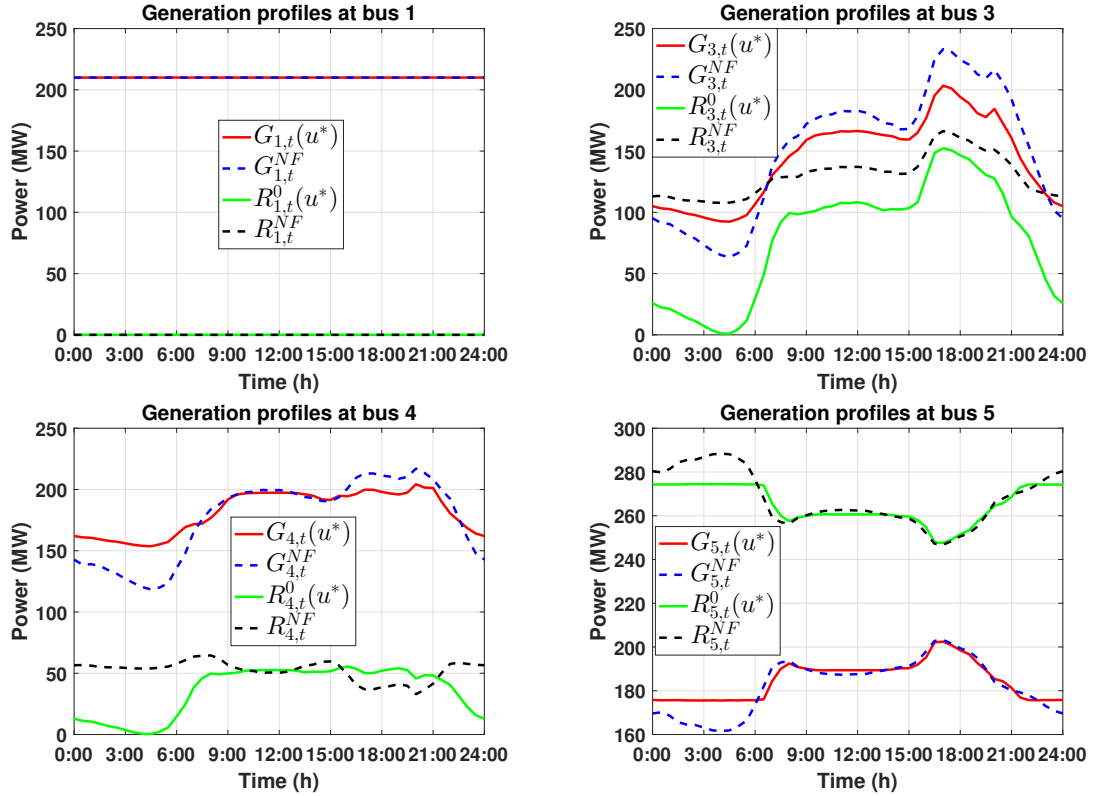 Generation profiles at bus 1
250
200
150
100
50
0
Power (MW)
G_{1,t}(u*)
G_{1,t}^{NF}
R_{1,t}^{0}(u*)
R_{1,t}^{NF}
0:00 3:00 6:00 9:00 12:00 15:00 18:00 21:00 24:00
Time (h)
Generation profiles at bus 3
250
200
150
100
50
0
Power (MW)
G_{3,t}(u*)
G_{3,t}^{NF}
R_{3,t}^{0}(u*)
R_{3,t}^{NF}
0:00 3:00 6:00 9:00 12:00 15:00 18:00 21:00 24:00
Time (h)
Generation profiles at bus 4
250
200
150
100
50
0
Power (MW)
G_{4,t}(u*)
G_{4,t}^{NF}
R_{4,t}^{0}(u*)
R_{4,t}^{NF}
0:00 3:00 6:00 9:00 12:00 15:00 18:00 21:00 24:00
Time (h)
Generation profiles at bus 5
300
280
260
240
220
200
180
160
Power (MW)
G_{5,t}(u*)
G_{5,t}^{NF}
R_{5,t}^{0}(u*)
R_{5,t}^{NF}
0:00 3:00 6:00 9:00 12:00 15:00 18:00 21:00 24:00
Time (h)